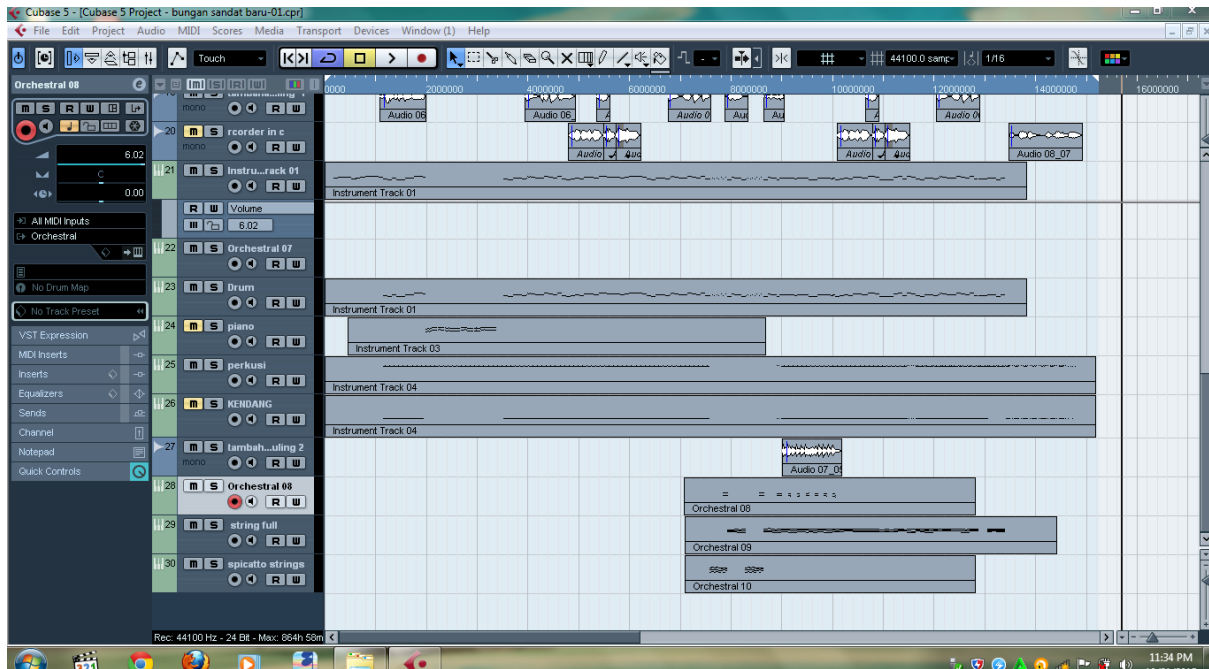 Cubase 5 - [Cubase 5 Project - bungan sandat baru-01.cpr]
File Edit Project Audio MIDI Scores Media Transport Devices Window (1) Help
Touch
44100.0 samp
1/16
Orchestral 08
m S R W
6.02
C
0.00
All MIDI Inputs
Orchestral
No Drum Map
No Track Preset
VST Expression
MIDI Inserts
Inserts
Equalizers
Sends
Channel
Notepad
Quick Controls
0000 2000000 4000000 6000000 8000000 10000000 12000000 14000000 16000000
mono R W
Audio 06 Audio 06_ Audio 0 Aud Au Audio 0
20 m S rcorder in c
mono R W
Audio Aud Audio Aud Audio 08_07
21 m S Instru...rack 01
R W
Instrument Track 01
R W Volume
6.02
22 m S Orchestral 07
R W
23 m S Drum
R W
Instrument Track 01
24 m S piano
R W
Instrument Track 03
25 m S perkusi
R W
Instrument Track 04
26 m S KENDANG
R W
Instrument Track 04
27 m S tambah...uling 2
mono R W
Audio 07_09
28 m S Orchestral 08
R W
Orchestral 08
29 m S string full
R W
Orchestral 09
30 m S spicatto strings
R W
Orchestral 10
Rec: 44100 Hz - 24 Bit - Max: 864h 58m
321
11:34 PM